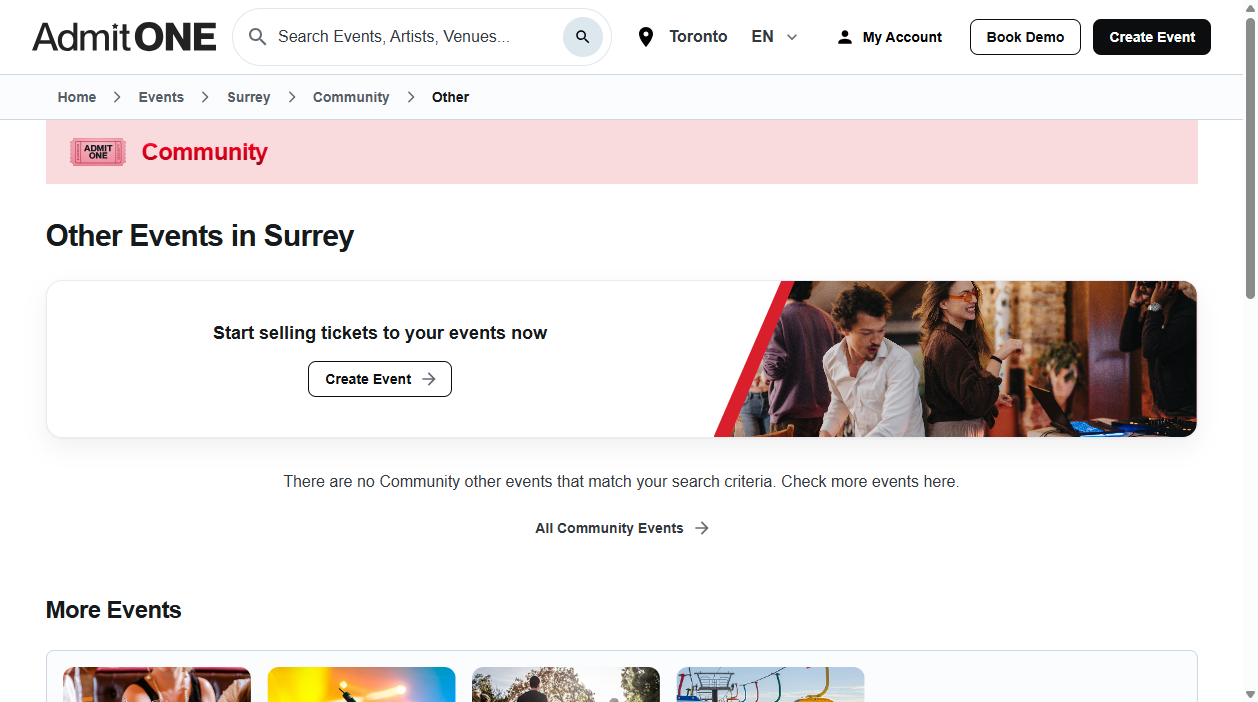 AdmitONE
Search Events, Artists, Venues...
Toronto
EN
My Account
Book Demo
Create Event
Home
Events
Surrey
Community
Other
ADMIT
ONE
Community
Other Events in Surrey
Start selling tickets to your events now
Create Event
There are no Community other events that match your search criteria. Check more events here.
All Community Events
More Events